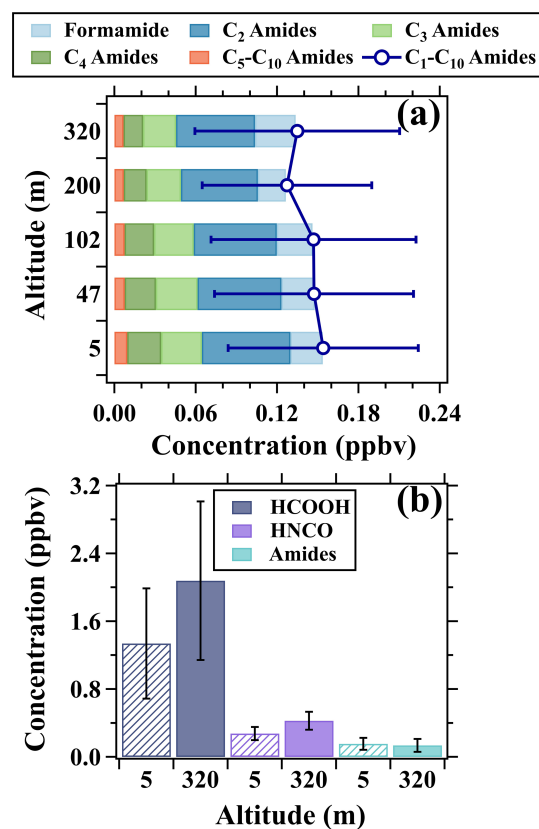 Formamide C₂ Amides C₃ Amides
C₄ Amides C₅-C₁₀ Amides C₁-C₁₀ Amides
(a)
Altitude (m)
320
200
102
47
5
0.00 0.06 0.12 0.18 0.24
Concentration (ppbv)
(b)
HCOOH
HNCO
Amides
Concentration (ppbv)
3.2
2.4
1.6
0.8
0.0
5 320 5 320 5 320
Altitude (m)